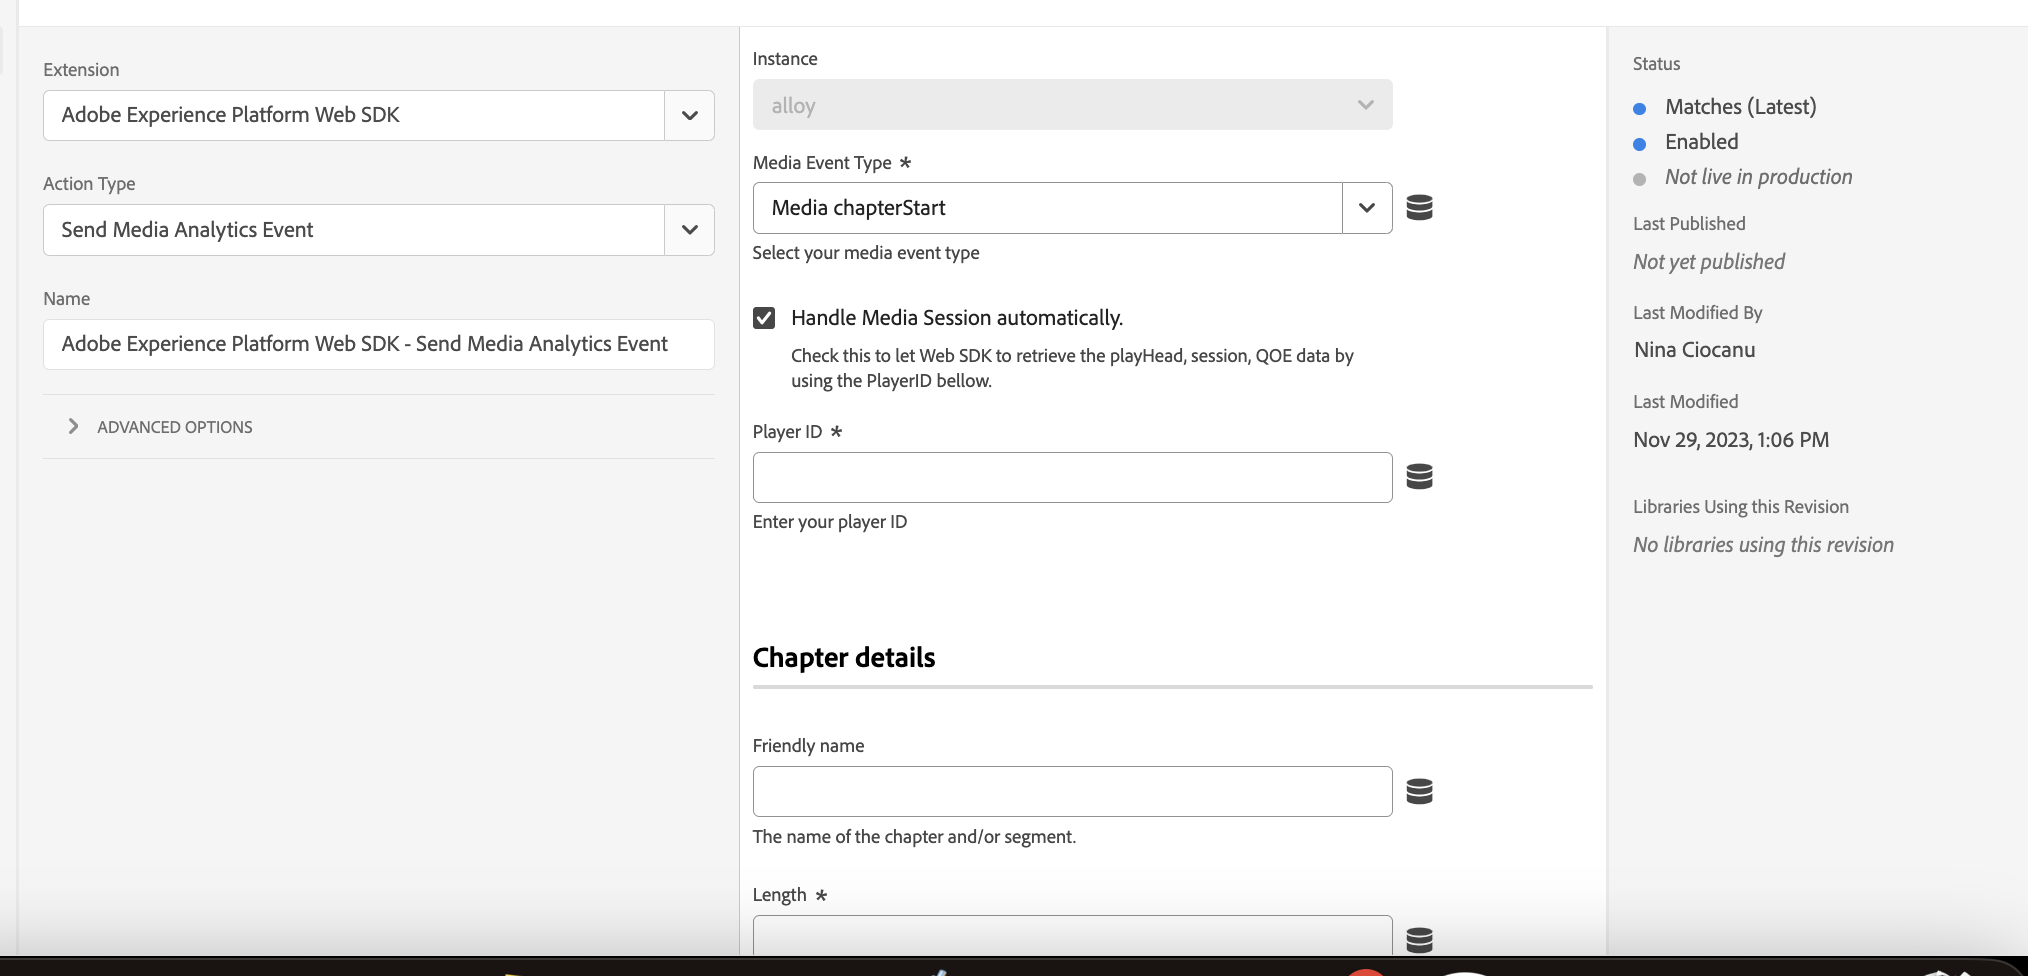 Extension
Adobe Experience Platform Web SDK
Action Type
Send Media Analytics Event
Name
Adobe Experience Platform Web SDK - Send Media Analytics Event
ADVANCED OPTIONS
Instance
alloy
Media Event Type *
Media chapterStart
Select your media event type
Handle Media Session automatically.
Check this to let Web SDK to retrieve the playHead, session, QOE data by
using the PlayerID bellow.
Player ID *
Enter your player ID
Chapter details
Friendly name
The name of the chapter and/or segment.
Length *
Status
Matches (Latest)
Enabled
Not live in production
Last Published
Not yet published
Last Modified By
Nina Ciocanu
Last Modified
Nov 29, 2023, 1:06 PM
Libraries Using this Revision
No libraries using this revision